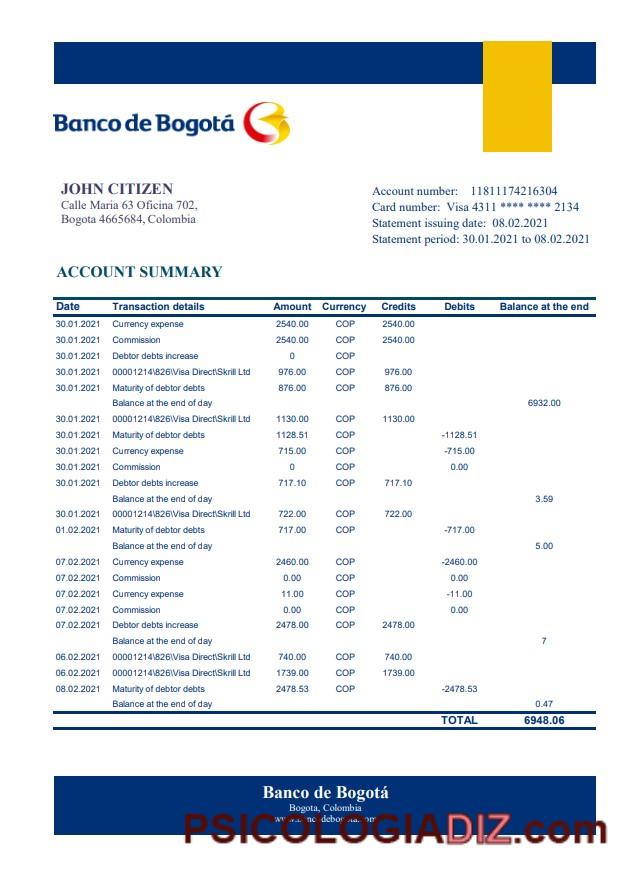 Banco de Bogotá
JOHN CITIZEN
Calle Maria 63 Oficina 702,
Bogota 4665684, Colombia
Account number: 11811174216304
Card number: Visa 4311 **** **** 2134
Statement issuing date: 08.02.2021
Statement period: 30.01.2021 to 08.02.2021
ACCOUNT SUMMARY
Date Transaction details Amount Currency Credits Debits Balance at the end
30.01.2021 Currency expense 2540.00 COP 2540.00
30.01.2021 Commission 2540.00 COP 2540.00
30.01.2021 Debtor debts increase 0 COP
30.01.2021 00001214\826\Visa Direct\Skrill Ltd 976.00 COP 976.00
30.01.2021 Maturity of debtor debts 876.00 COP 876.00
Balance at the end of day 6932.00
30.01.2021 00001214\826\Visa Direct\Skrill Ltd 1130.00 COP 1130.00
30.01.2021 Maturity of debtor debts 1128.51 COP -1128.51
30.01.2021 Currency expense 715.00 COP -715.00
30.01.2021 Commission 0 COP 0.00
30.01.2021 Debtor debts increase 717.10 COP 717.10
Balance at the end of day 3.59
30.01.2021 00001214\826\Visa Direct\Skrill Ltd 722.00 COP 722.00
01.02.2021 Maturity of debtor debts 717.00 COP -717.00
Balance at the end of day 5.00
07.02.2021 Currency expense 2460.00 COP -2460.00
07.02.2021 Commission 0.00 COP 0.00
07.02.2021 Currency expense 11.00 COP -11.00
07.02.2021 Commission 0.00 COP 0.00
07.02.2021 Debtor debts increase 2478.00 COP 2478.00
Balance at the end of day 7
06.02.2021 00001214\826\Visa Direct\Skrill Ltd 740.00 COP 740.00
06.02.2021 00001214\826\Visa Direct\Skrill Ltd 1739.00 COP 1739.00
08.02.2021 Maturity of debtor debts 2478.53 COP -2478.53
Balance at the end of day 0.47
TOTAL 6948.06
Banco de Bogotá
Bogota, Colombia
PSICOLOGIADIZ.com